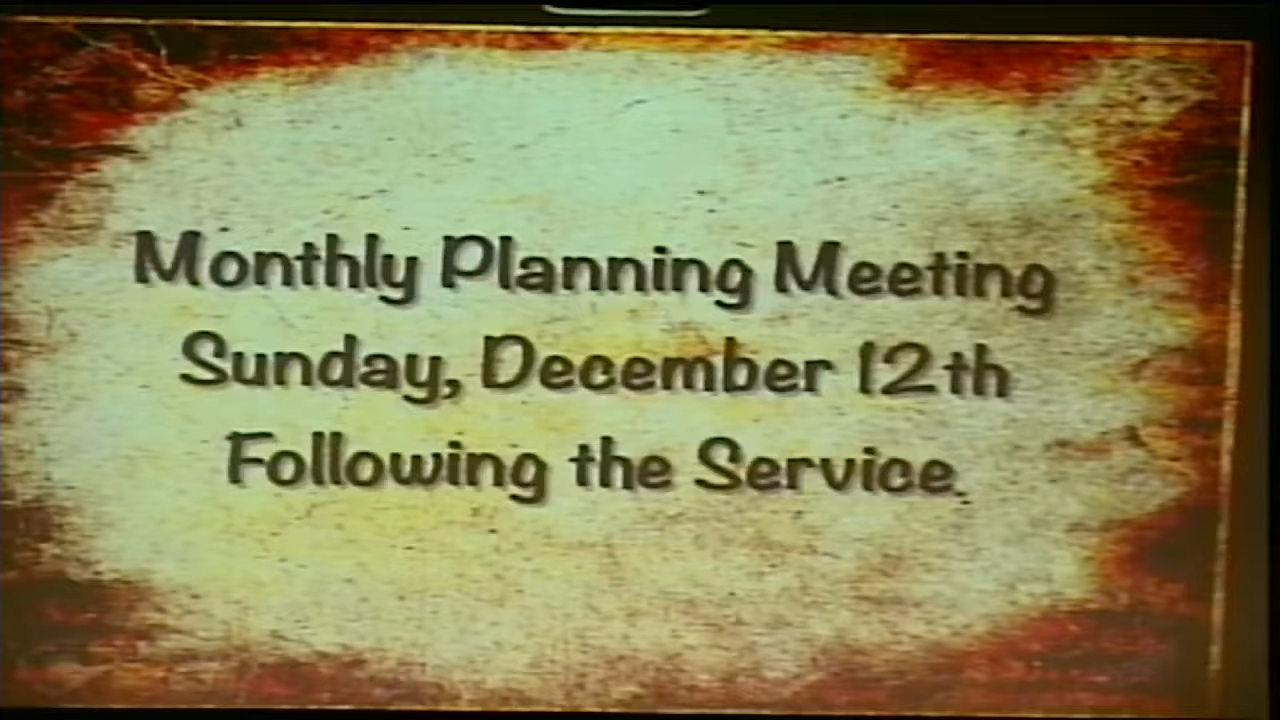 Monthly Planning Meeting
Sunday, December 12th
Following the Service.